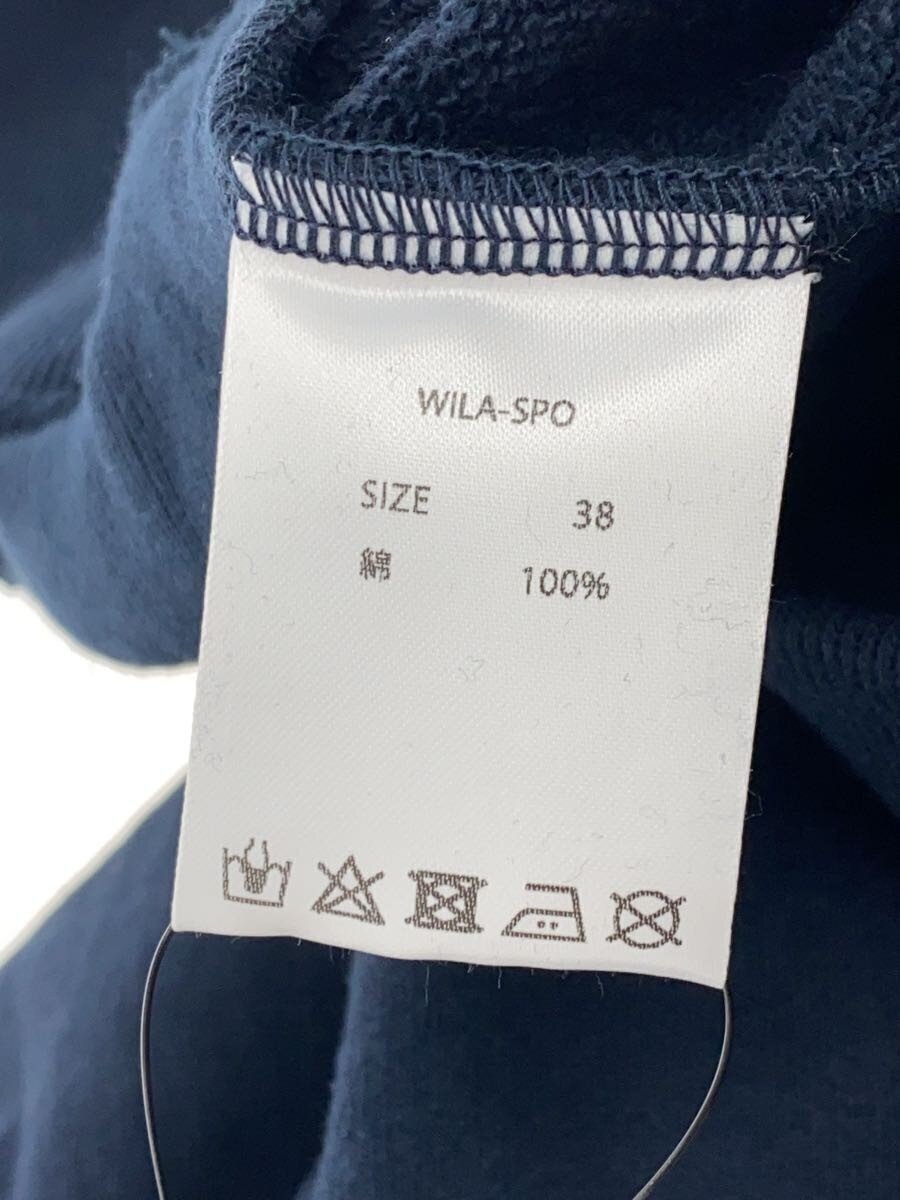 WILA-SPO
SIZE 38
綿 100%